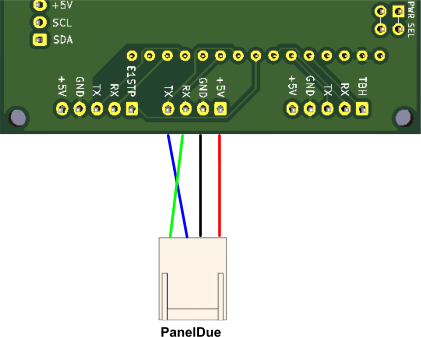 +5V
SCL
SDA
PWR SEL
+5V
GND
TX
RX
E1STP
TX
RX
GND
+5V
+5V
GND
TX
RX
TBH
PanelDue